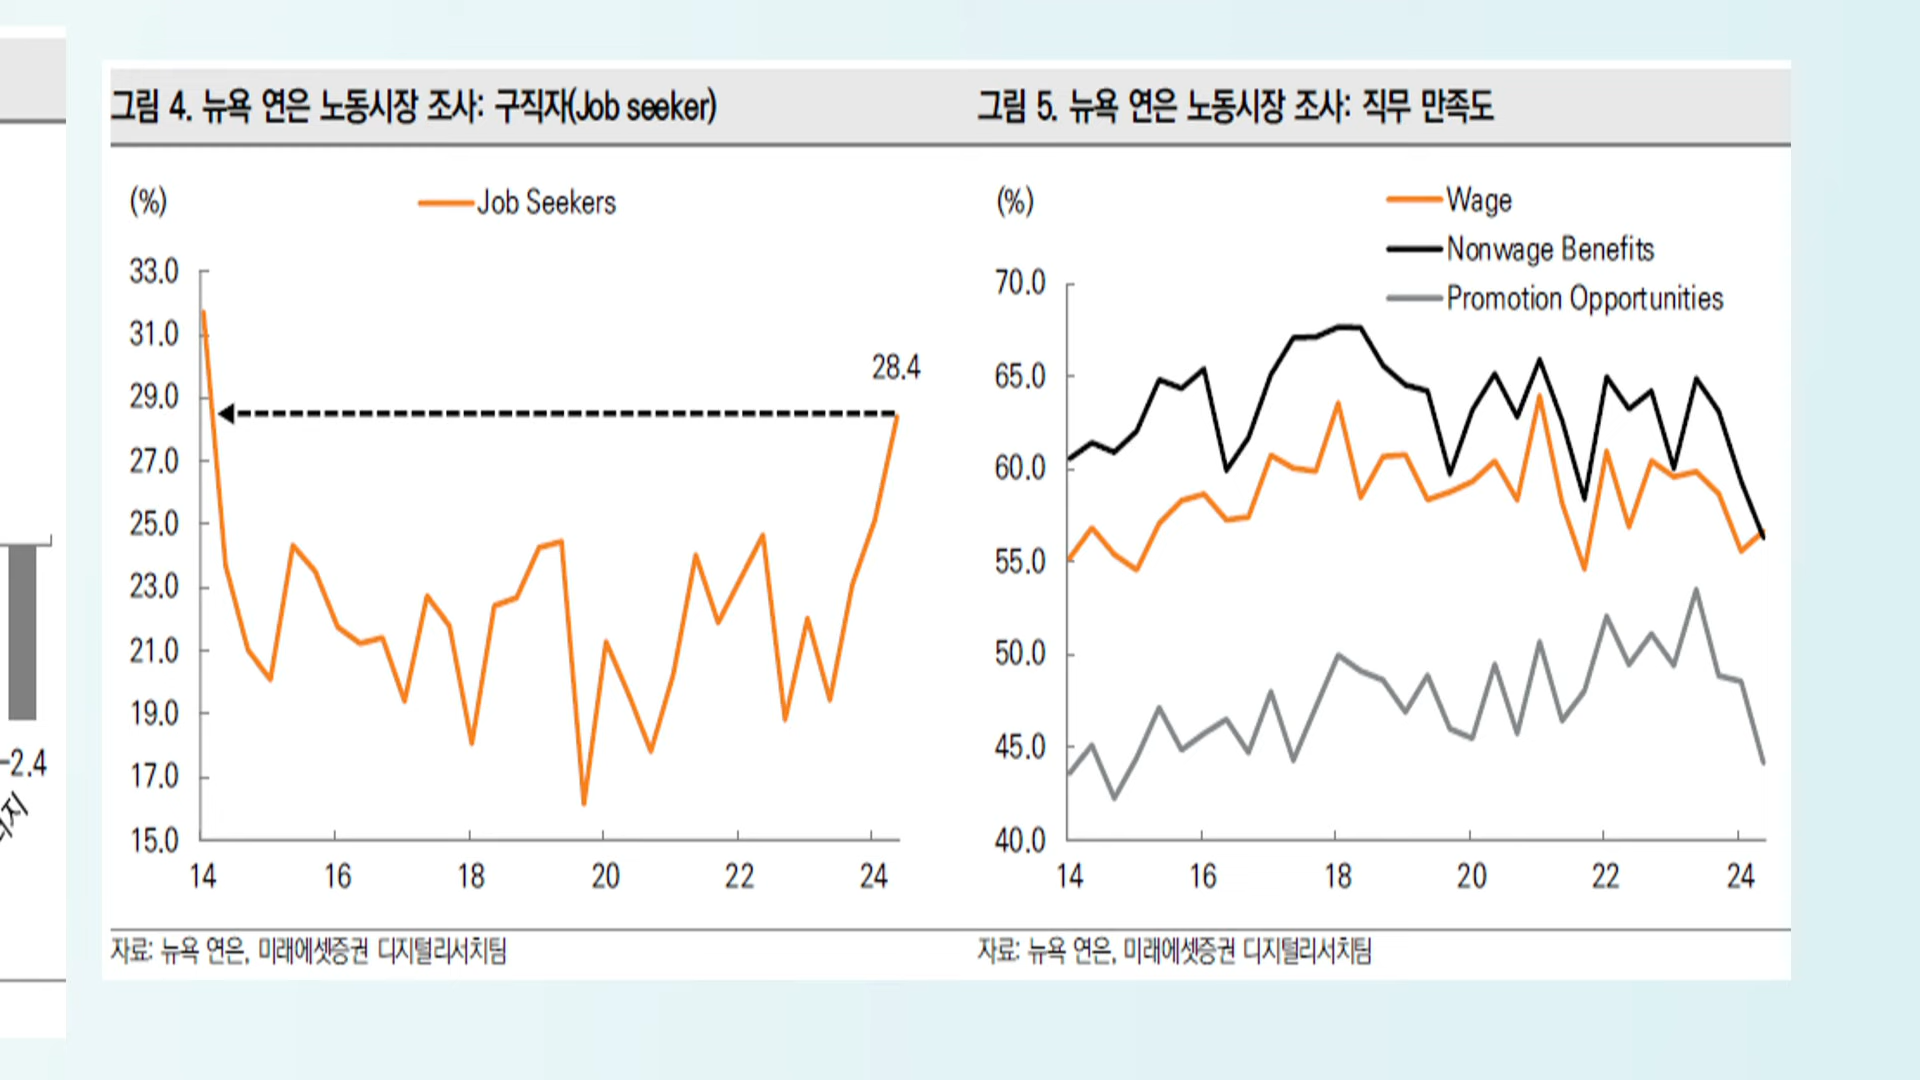 -2.4
그림 4. 뉴욕 연은 노동시장 조사: 구직자(Job seeker)
(%)
Job Seekers
33.0
31.0
29.0
27.0
25.0
23.0
21.0
19.0
17.0
15.0
28.4
14 16 18 20 22 24
자료: 뉴욕 연은, 미래에셋증권 디지털리서치팀
그림 5. 뉴욕 연은 노동시장 조사: 직무 만족도
(%)
Wage
Nonwage Benefits
Promotion Opportunities
70.0
65.0
60.0
55.0
50.0
45.0
40.0
14 16 18 20 22 24
자료: 뉴욕 연은, 미래에셋증권 디지털리서치팀